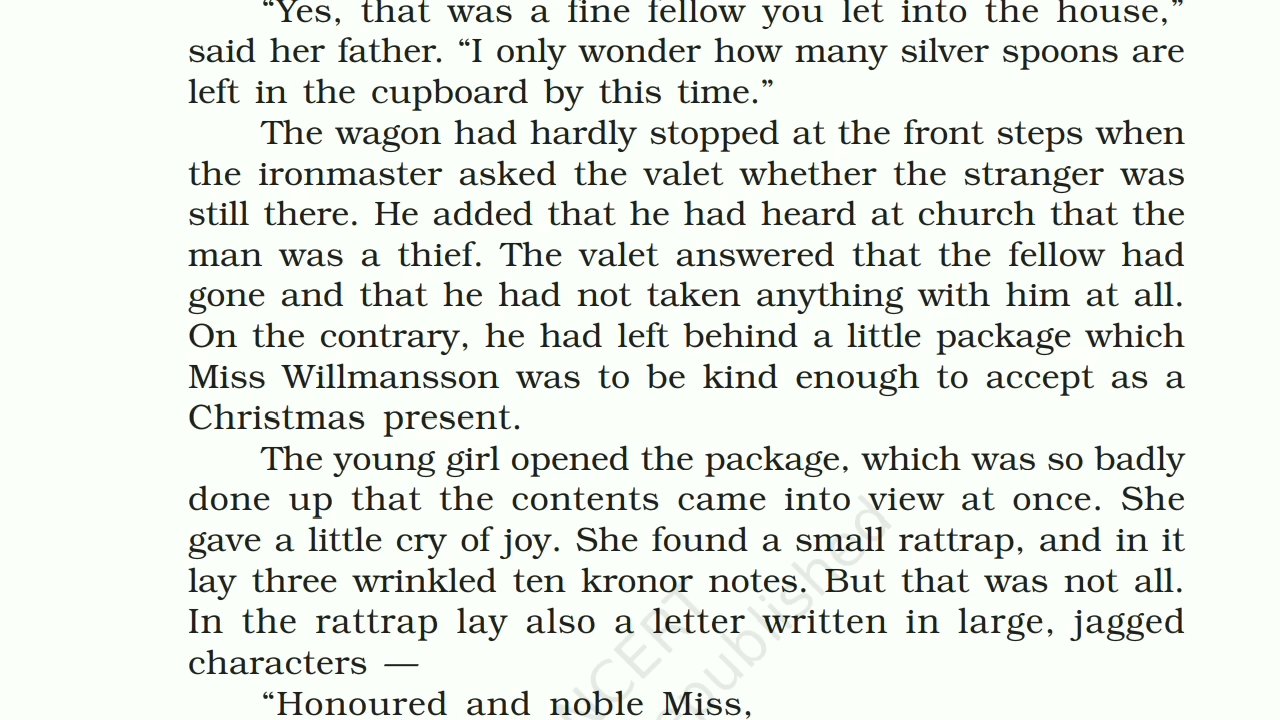 “Yes, that was a fine fellow you let into the house,”
said her father. “I only wonder how many silver spoons are
left in the cupboard by this time.”
The wagon had hardly stopped at the front steps when
the ironmaster asked the valet whether the stranger was
still there. He added that he had heard at church that the
man was a thief. The valet answered that the fellow had
gone and that he had not taken anything with him at all.
On the contrary, he had left behind a little package which
Miss Willmansson was to be kind enough to accept as a
Christmas present.
The young girl opened the package, which was so badly
done up that the contents came into view at once. She
gave a little cry of joy. She found a small rattrap, and in it
lay three wrinkled ten kronor notes. But that was not all.
In the rattrap lay also a letter written in large, jagged
characters —
“Honoured and noble Miss,
NCERT